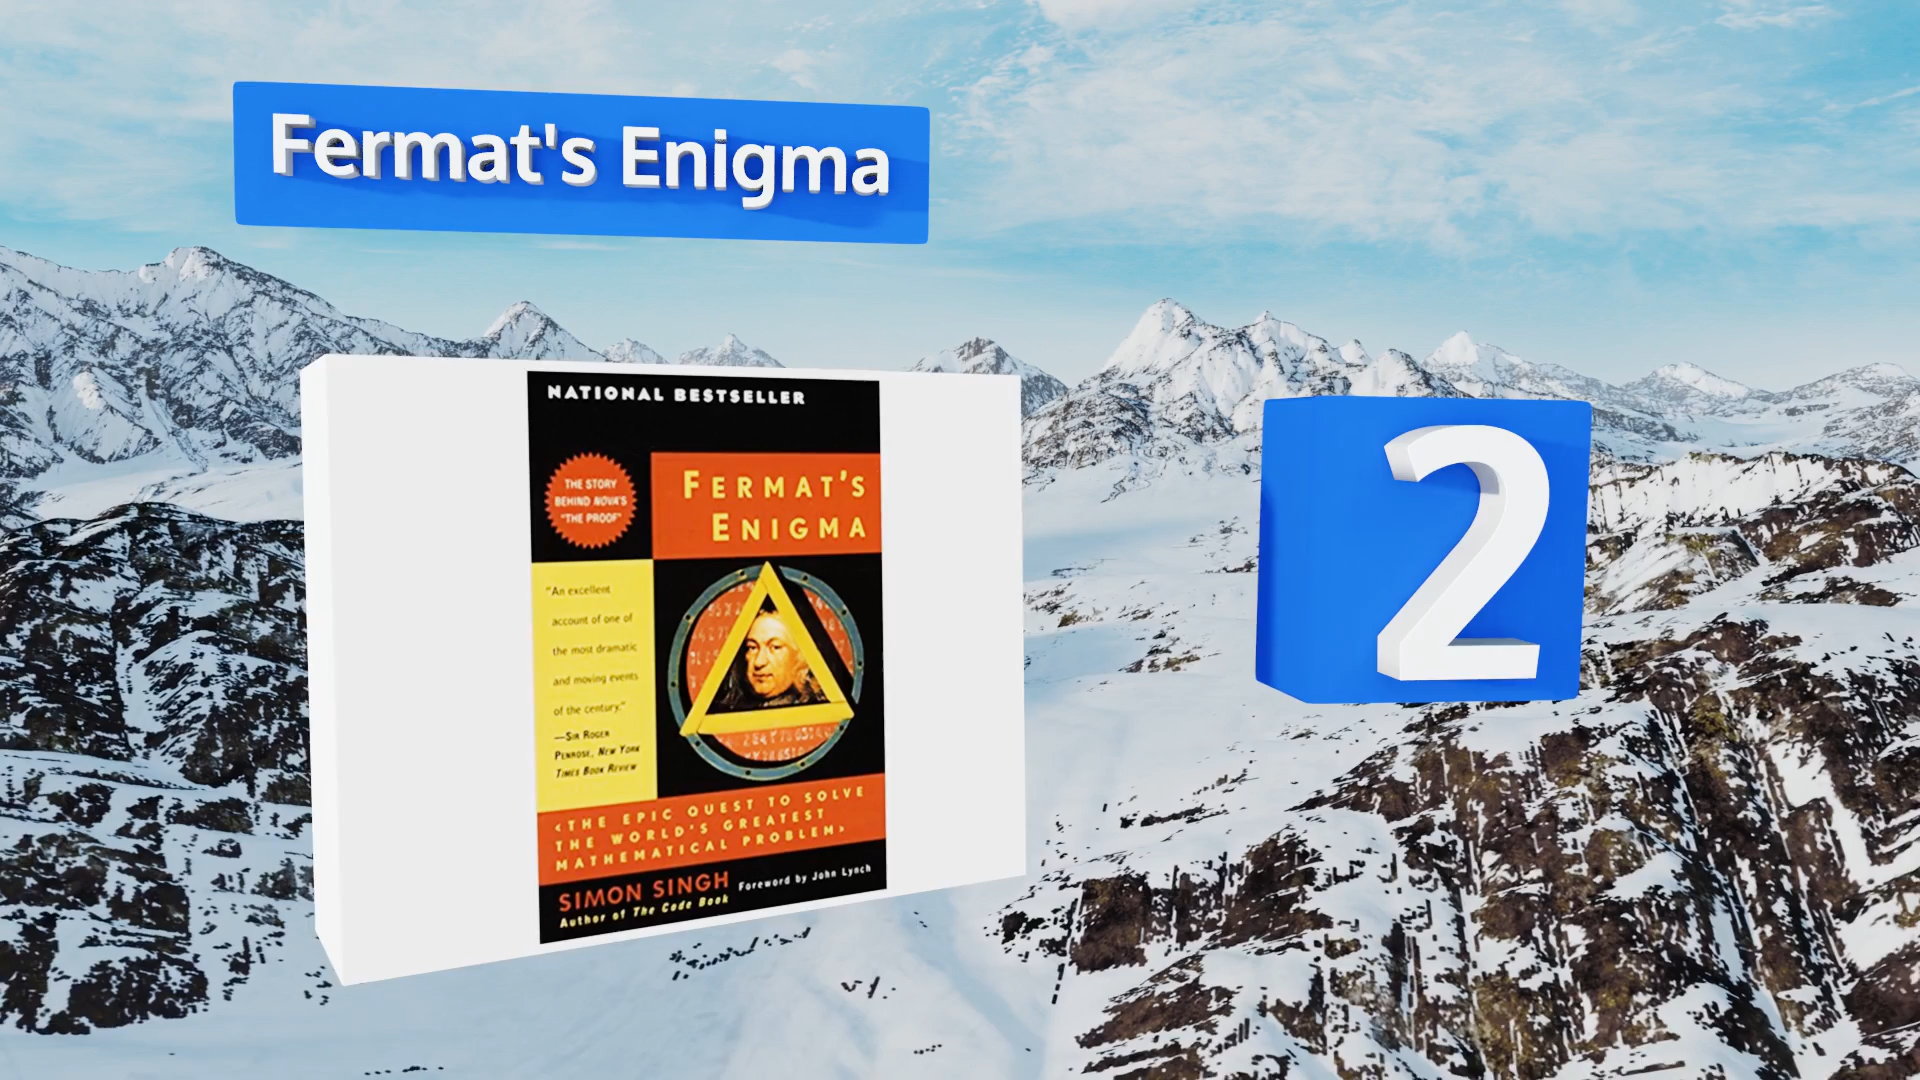 Fermat's Enigma
NATIONAL BESTSELLER
THE STORY
BEHIND NOVA'S
"THE PROOF"
FERMAT'S
ENIGMA
"An excellent
account of one of
the most dramatic
and moving events
of the century."
—SIR ROGER
PENROSE, NEW YORK
TIMES BOOK REVIEW
<THE EPIC QUEST TO SOLVE
THE WORLD'S GREATEST
MATHEMATICAL PROBLEM>
SIMON SINGH Foreword by John Lynch
Author of The Code Book
2